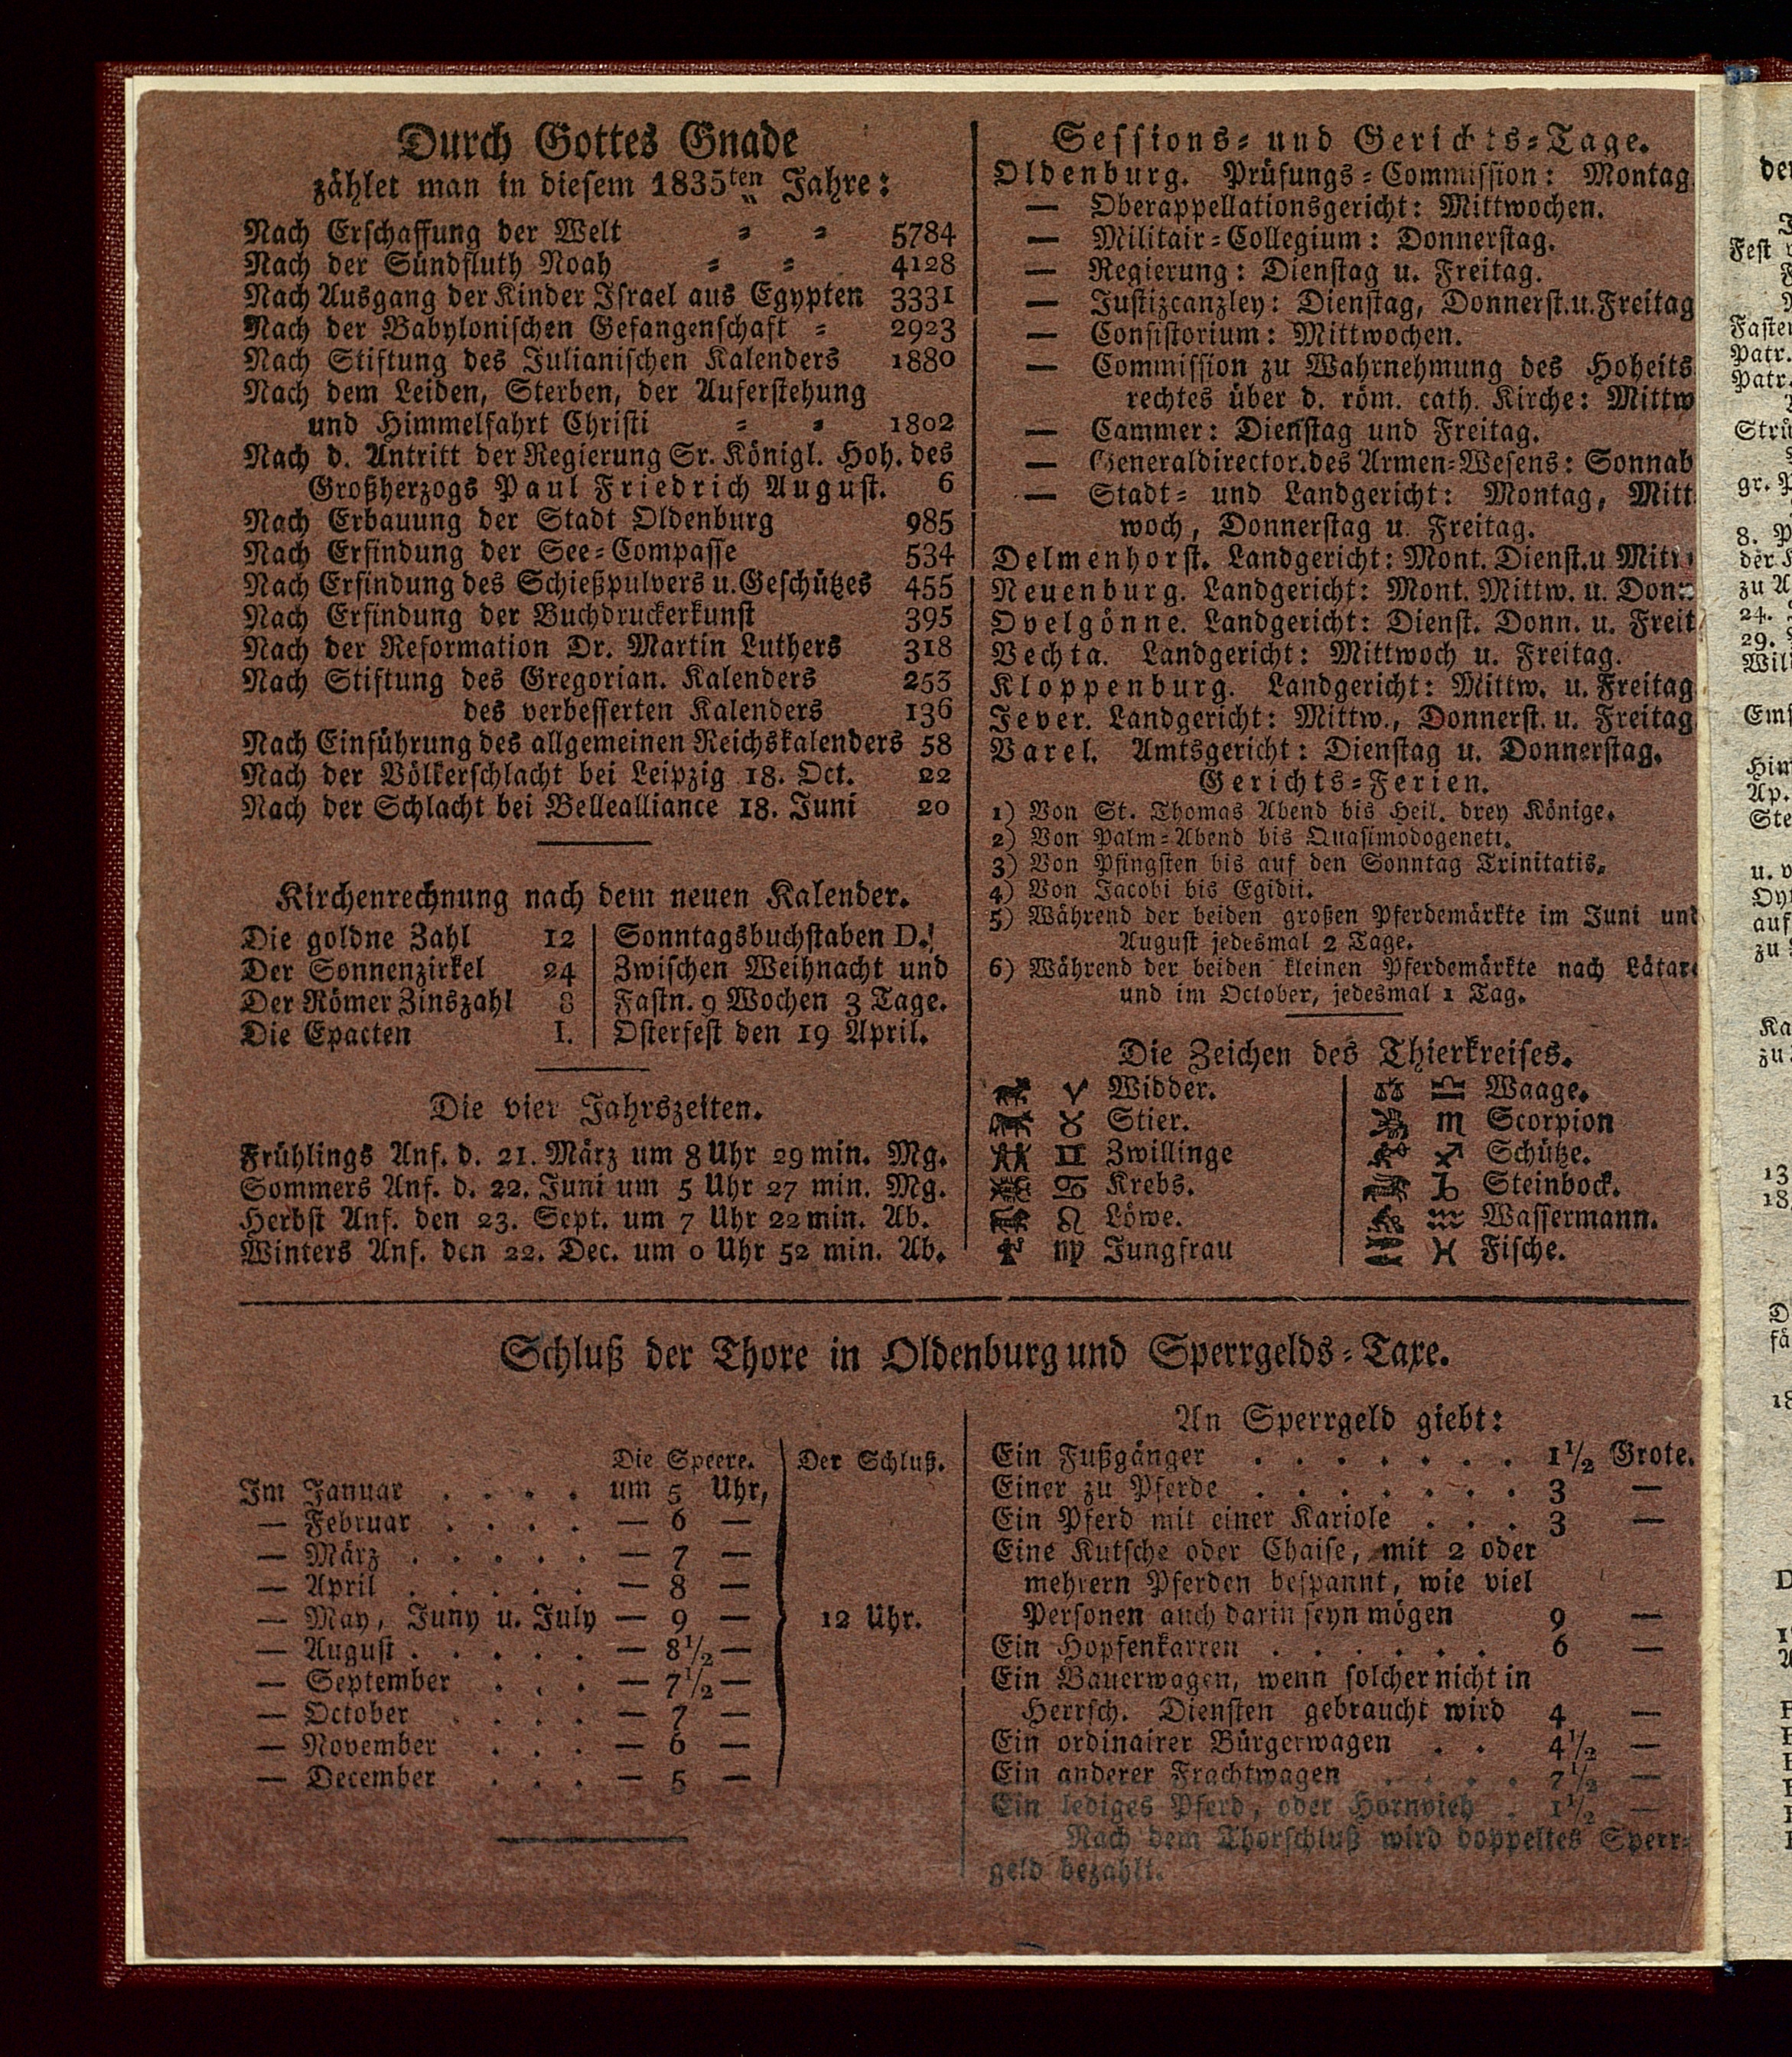 Durch Gottes Gnade
zählet man in diesem 1835ten Jahre:
Nach Erschaffung der Welt = = 5784
Nach der Sündfluth Noah = = 4128
Nach Ausgang der Kinder Israel aus Egypten 3331
Nach der Babylonischen Gefangenschaft = 2923
Nach Stiftung des Julianischen Kalenders 1880
Nach dem Leiden, Sterben, der Auferstehung
und Himmelfahrt Christi = = 1802
Nach d. Antritt der Regierung Sr. Königl. Hoh. des
Großherzogs Paul Friedrich August. 6
Nach Erbauung der Stadt Oldenburg 985
Nach Erfindung der See=Compasse 534
Nach Erfindung des Schießpulvers u. Geschützes 455
Nach Erfindung der Buchdruckerkunst 395
Nach der Reformation Dr. Martin Luthers 318
Nach Stiftung des Gregorian. Kalenders 253
des verbesserten Kalenders 136
Nach Einführung des allgemeinen Reichskalenders 58
Nach der Völkerschlacht bei Leipzig 18. Oct. 22
Nach der Schlacht bei Bellealliance 18. Juni 20
Kirchenrechnung nach dem neuen Kalender.
Die goldne Zahl 12
Der Sonnenzirkel 24
Der Römer Zinszahl 8
Die Epacten I.
Sonntagsbuchstaben D.
Zwischen Weihnacht und
Fastn. 9 Wochen 3 Tage.
Osterfest den 19 April.
Die vier Jahrszeiten.
Frühlings Anf. d. 21. März um 8 Uhr 29 min. Mg.
Sommers Anf. d. 22. Juni um 5 Uhr 27 min. Mg.
Herbst Anf. den 23. Sept. um 7 Uhr 22 min. Ab.
Winters Anf. den 22. Dec. um 0 Uhr 52 min. Ab.
Sessions= und Gerichts=Tage.
Oldenburg. Prüfungs=Commission: Montag
— Oberappellationsgericht: Mittwochen.
— Militair=Collegium: Donnerstag.
— Regierung: Dienstag u. Freitag.
— Justizcanzley: Dienstag, Donnerst. u. Freitag
— Consistorium: Mittwochen.
— Commission zu Wahrnehmung des Hoheits
rechtes über d. röm. cath. Kirche: Mittw
— Cammer: Dienstag und Freitag.
— Generaldirector. des Armen=Wesens: Sonnab
— Stadt= und Landgericht: Montag, Mitt
woch, Donnerstag u. Freitag.
Delmenhorst. Landgericht: Mont. Dienst. u. Mitt
Neuenburg. Landgericht: Mont. Mittw. u. Donn
Ovelgönne. Landgericht: Dienst. Donn. u. Freit
Vechta. Landgericht: Mittwoch u. Freitag.
Kloppenburg. Landgericht: Mittw. u. Freitag
Jever. Landgericht: Mittw., Donnerst. u. Freitag
Varel. Amtsgericht: Dienstag u. Donnerstag.
Gerichts=Ferien.
1) Von St. Thomas Abend bis Heil. drey Könige.
2) Von Palm=Abend bis Quasimodogeneti.
3) Von Pfingsten bis auf den Sonntag Trinitatis.
4) Von Jacobi bis Egidii.
5) Während der beiden großen Pferdemärkte im Juni und
August jedesmal 2 Tage.
6) Während der beiden kleinen Pferdemärkte nach Lätare
und im October, jedesmal 1 Tag.
Die Zeichen des Thierkreises.
♈ Widder.
♉ Stier.
♊ Zwillinge
♋ Krebs.
♌ Löwe.
♍ Jungfrau
♎ Waage.
♏ Scorpion
♐ Schütze.
♑ Steinbock.
♒ Wassermann.
♓ Fische.
Schluß der Thore in Oldenburg und Sperrgelds=Taxe.
Die Speere. Der Schluß.
Im Januar . . . . um 5 Uhr,
— Februar . . . . — 6 —
— März . . . . . — 7 —
— April . . . . . — 8 —
— May, Juny u. July — 9 — 12 Uhr.
— August . . . . . — 8½ —
— September . . . — 7½ —
— October . . . . — 7 —
— November . . . — 6 —
— December . . . — 5 —
An Sperrgeld giebt:
Ein Fußgänger . . . . . . . 1½ Grote.
Einer zu Pferde . . . . . . . 3 —
Ein Pferd mit einer Kariole . . . 3 —
Eine Kutsche oder Chaise, mit 2 oder
mehrern Pferden bespannt, wie viel
Personen auch darin seyn mögen 9 —
Ein Hopfenkarren . . . . . . 6 —
Ein Bauerwagen, wenn solcher nicht in
Herrsch. Diensten gebraucht wird 4 —
Ein ordinairer Bürgerwagen . . 4½ —
Ein anderer Frachtwagen . . . . 7½ —
Ein lediges Pferd, oder Hornvieh . 1½ —
Nach dem Thorschluß wird doppeltes Sperr=
geld bezahlt.